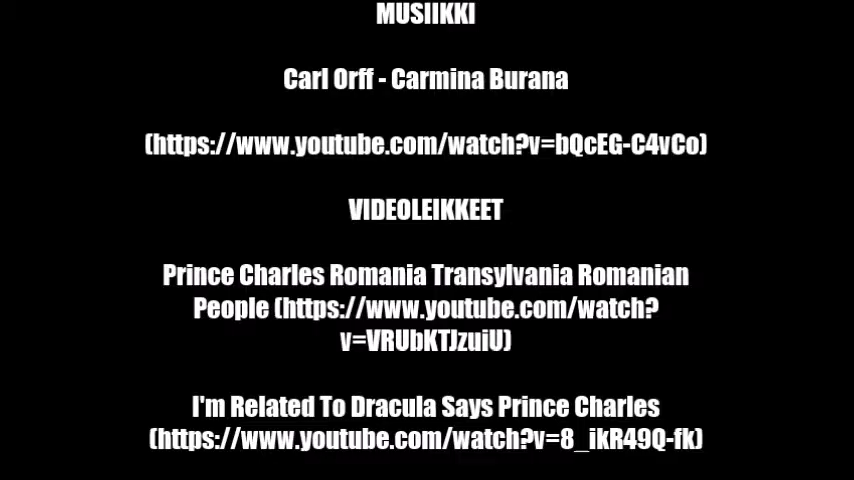 MUSIIKKI
Carl Orff - Carmina Burana
(https://www.youtube.com/watch?v=bQcEG-C4vCo)
VIDEOLEIKKEET
Prince Charles Romania Transylvania Romanian
People (https://www.youtube.com/watch?
v=VRUbKTJzuiU)
I'm Related To Dracula Says Prince Charles
(https://www.youtube.com/watch?v=8_ikR49Q-fk)